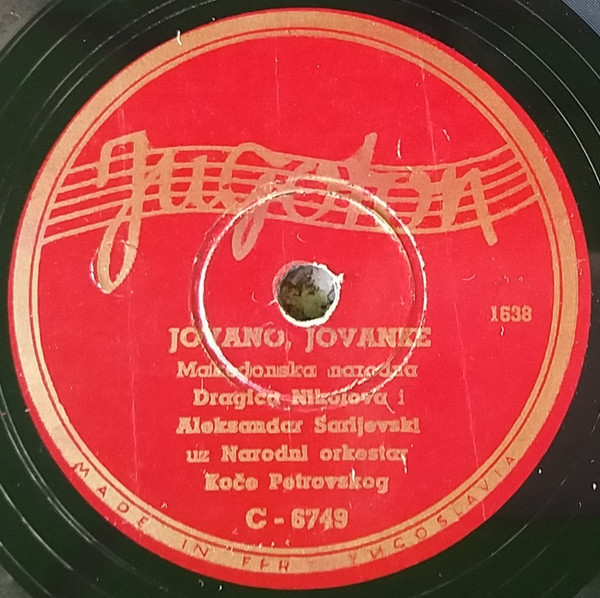 Jugoton
1638
JOVANO, JOVANKE
Makedonska narodna
Dragica Nikolova i
Aleksandar Sarijevski
uz Narodni orkestar
Koče Petrovskog
C - 6749
MADE IN FPR YUGOSLAVIA